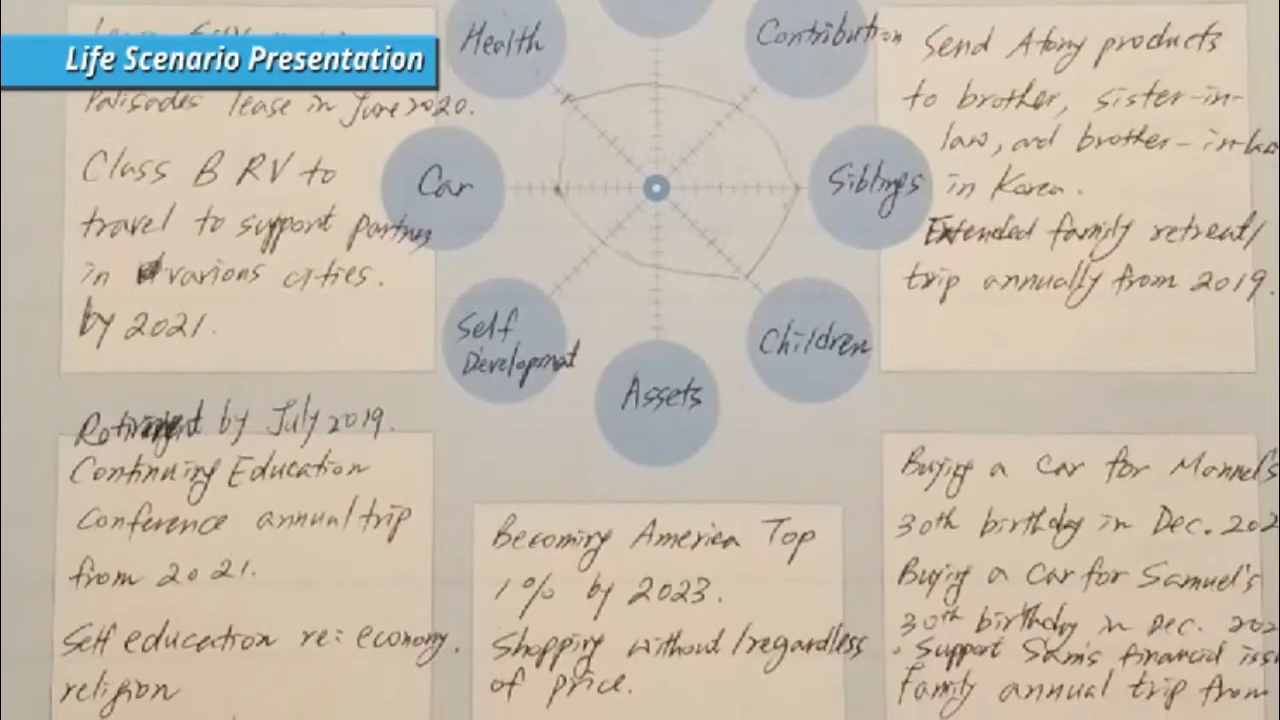 Life Scenario Presentation
Palisades lease in June 2020.
Class B RV to
travel to support partners
in various cities.
by 2021.
Health
Contribution
Car
Siblings
Self
Development
Children
Assets
Send Atomy products
to brother, sister-in-
law, and brother-in-law
in Korea.
Extended family retreat/
trip annually from 2019.
Retirement by July 2019.
Continuing Education
Conference annual trip
from 2021.
Self education re: economy.
religion
Becoming America Top
1% by 2023.
Shopping without/regardless
of price.
Buying a Car for
30th birthday in Dec. 202
Buying a Car for Samuel's
30th birthday in Dec. 202
. Support Sam's financial issu
family annual trip from